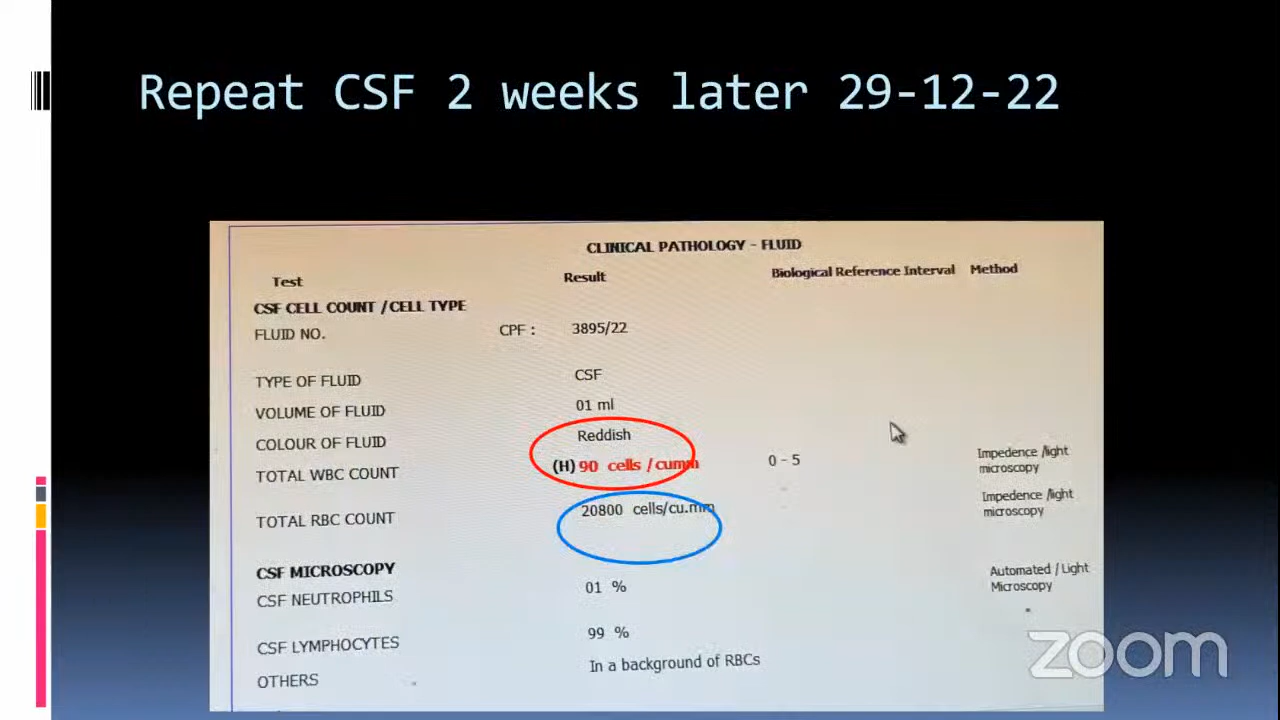 Repeat CSF 2 weeks later 29-12-22
CLINICAL PATHOLOGY - FLUID
Test Result Biological Reference Interval Method
CSF CELL COUNT /CELL TYPE
FLUID NO. CPF : 3895/22
TYPE OF FLUID CSF
VOLUME OF FLUID 01 ml
COLOUR OF FLUID Reddish
TOTAL WBC COUNT (H) 90 cells /cumm 0 - 5 Impedence /light
microscopy
TOTAL RBC COUNT 20800 cells/cu.mm Impedence /light
microscopy
CSF MICROSCOPY Automated / Light
Microscopy
CSF NEUTROPHILS 01 %
CSF LYMPHOCYTES 99 %
OTHERS In a background of RBCs
zoom